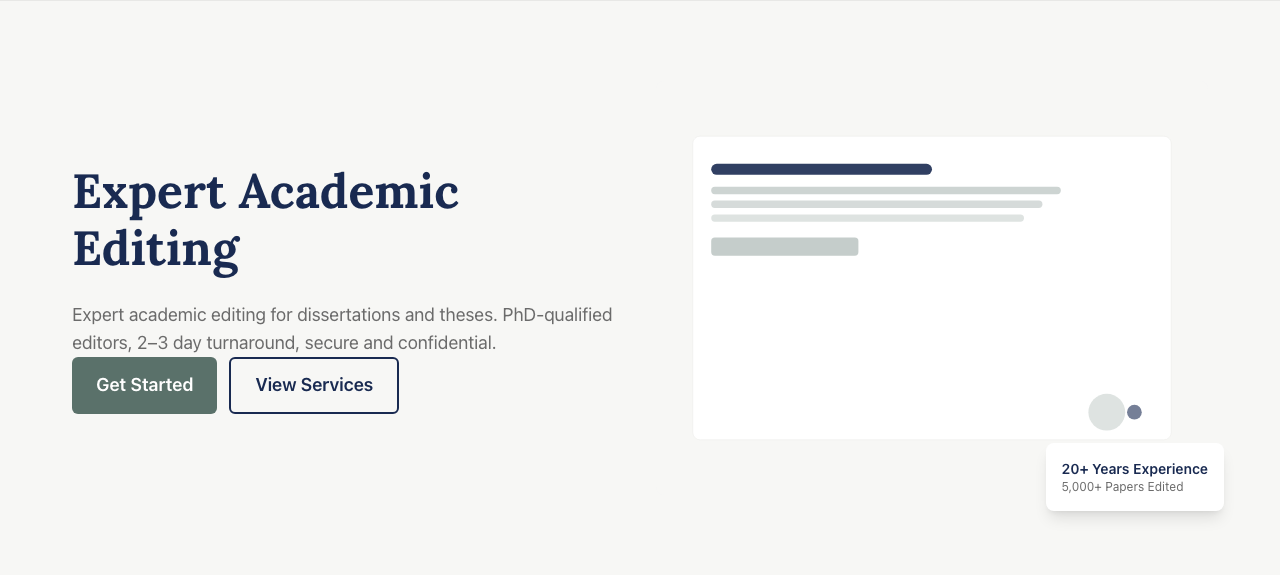 Expert Academic
Editing
Expert academic editing for dissertations and theses. PhD-qualified
editors, 2–3 day turnaround, secure and confidential.
Get Started
View Services
20+ Years Experience
5,000+ Papers Edited